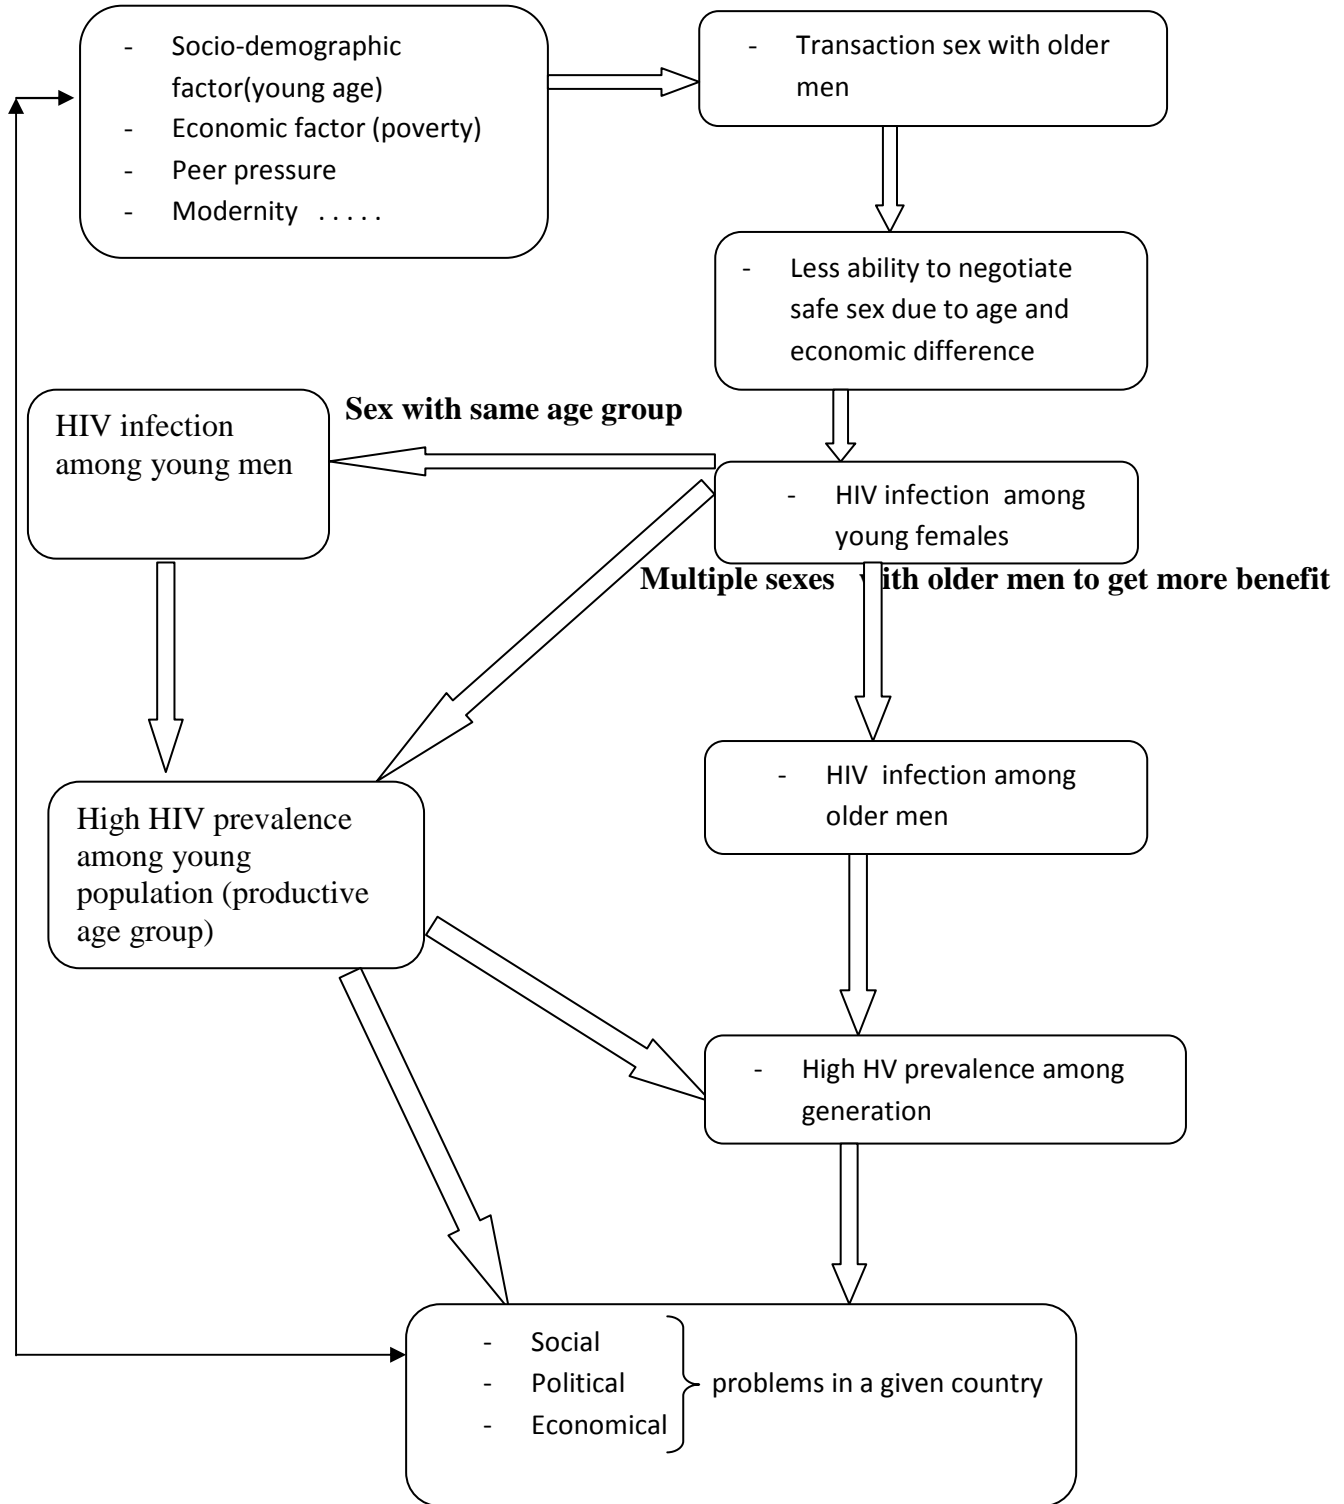 - Socio-demographic
factor(young age)
- Economic factor (poverty)
- Peer pressure
- Modernity . . . . .
- Transaction sex with older
men
- Less ability to negotiate
safe sex due to age and
economic difference
Sex with same age group
HIV infection
among young men
- HIV infection among
young females
Multiple sexes with older men to get more benefit
- HIV infection among
older men
High HIV prevalence
among young
population (productive
age group)
- High HV prevalence among
generation
- Social
- Political
- Economical
problems in a given country